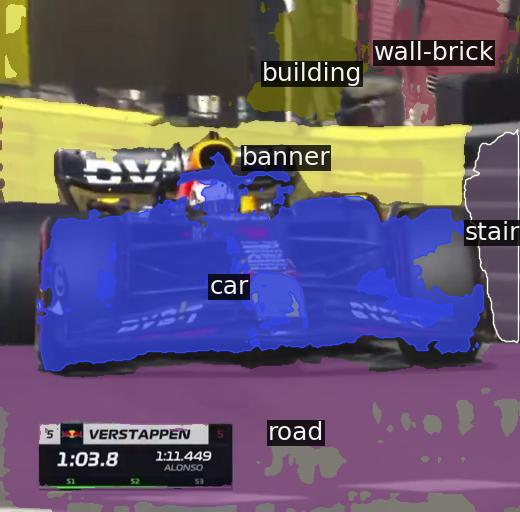 wall-brick
building
banner
stair
car
BYBIT
road
'5 VERSTAPPEN 5
1:03.8 1:11.449
ALONSO
S1 S2 S3